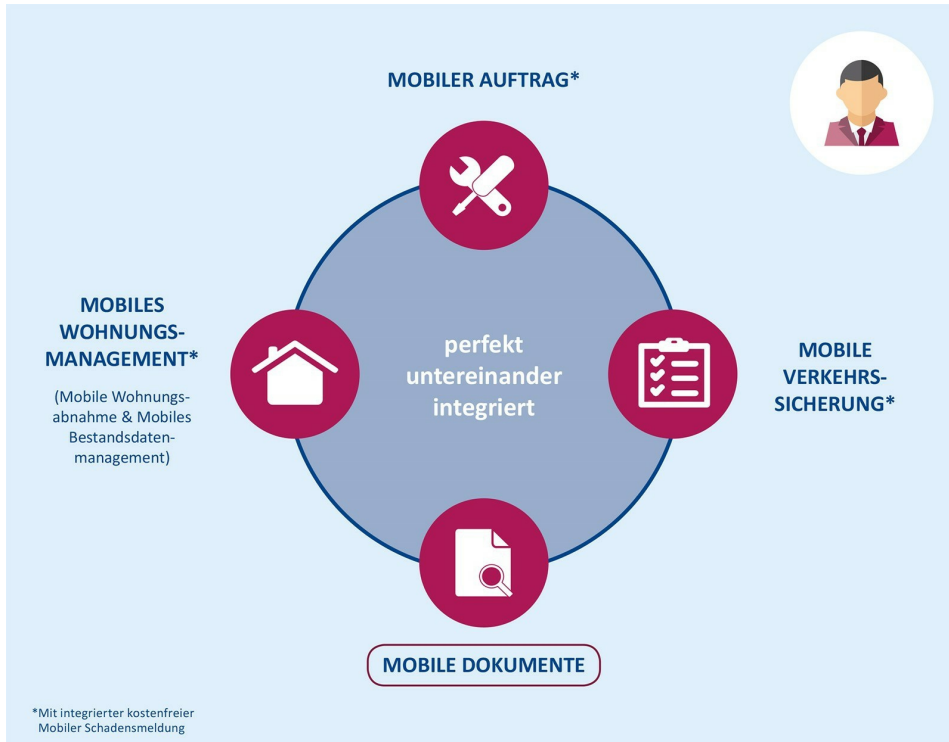 MOBILER AUFTRAG*
MOBILES
WOHNUNGS-
MANAGEMENT*
(Mobile Wohnungs-
abnahme & Mobiles
Bestandsdaten-
management)
perfekt
untereinander
integriert
MOBILE
VERKEHRS-
SICHERUNG*
MOBILE DOKUMENTE
*Mit integrierter kostenfreier
Mobiler Schadensmeldung